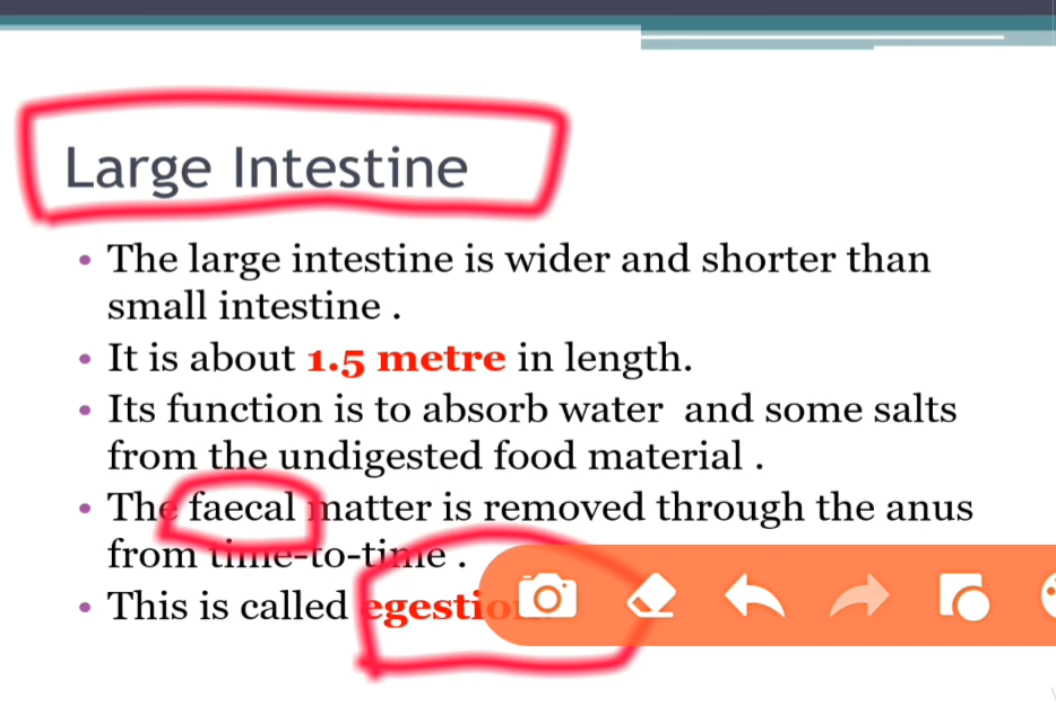 Large Intestine
• The large intestine is wider and shorter than
small intestine .
• It is about 1.5 metre in length.
• Its function is to absorb water and some salts
from the undigested food material .
• The faecal matter is removed through the anus
from time-to-time .
• This is called egestion.